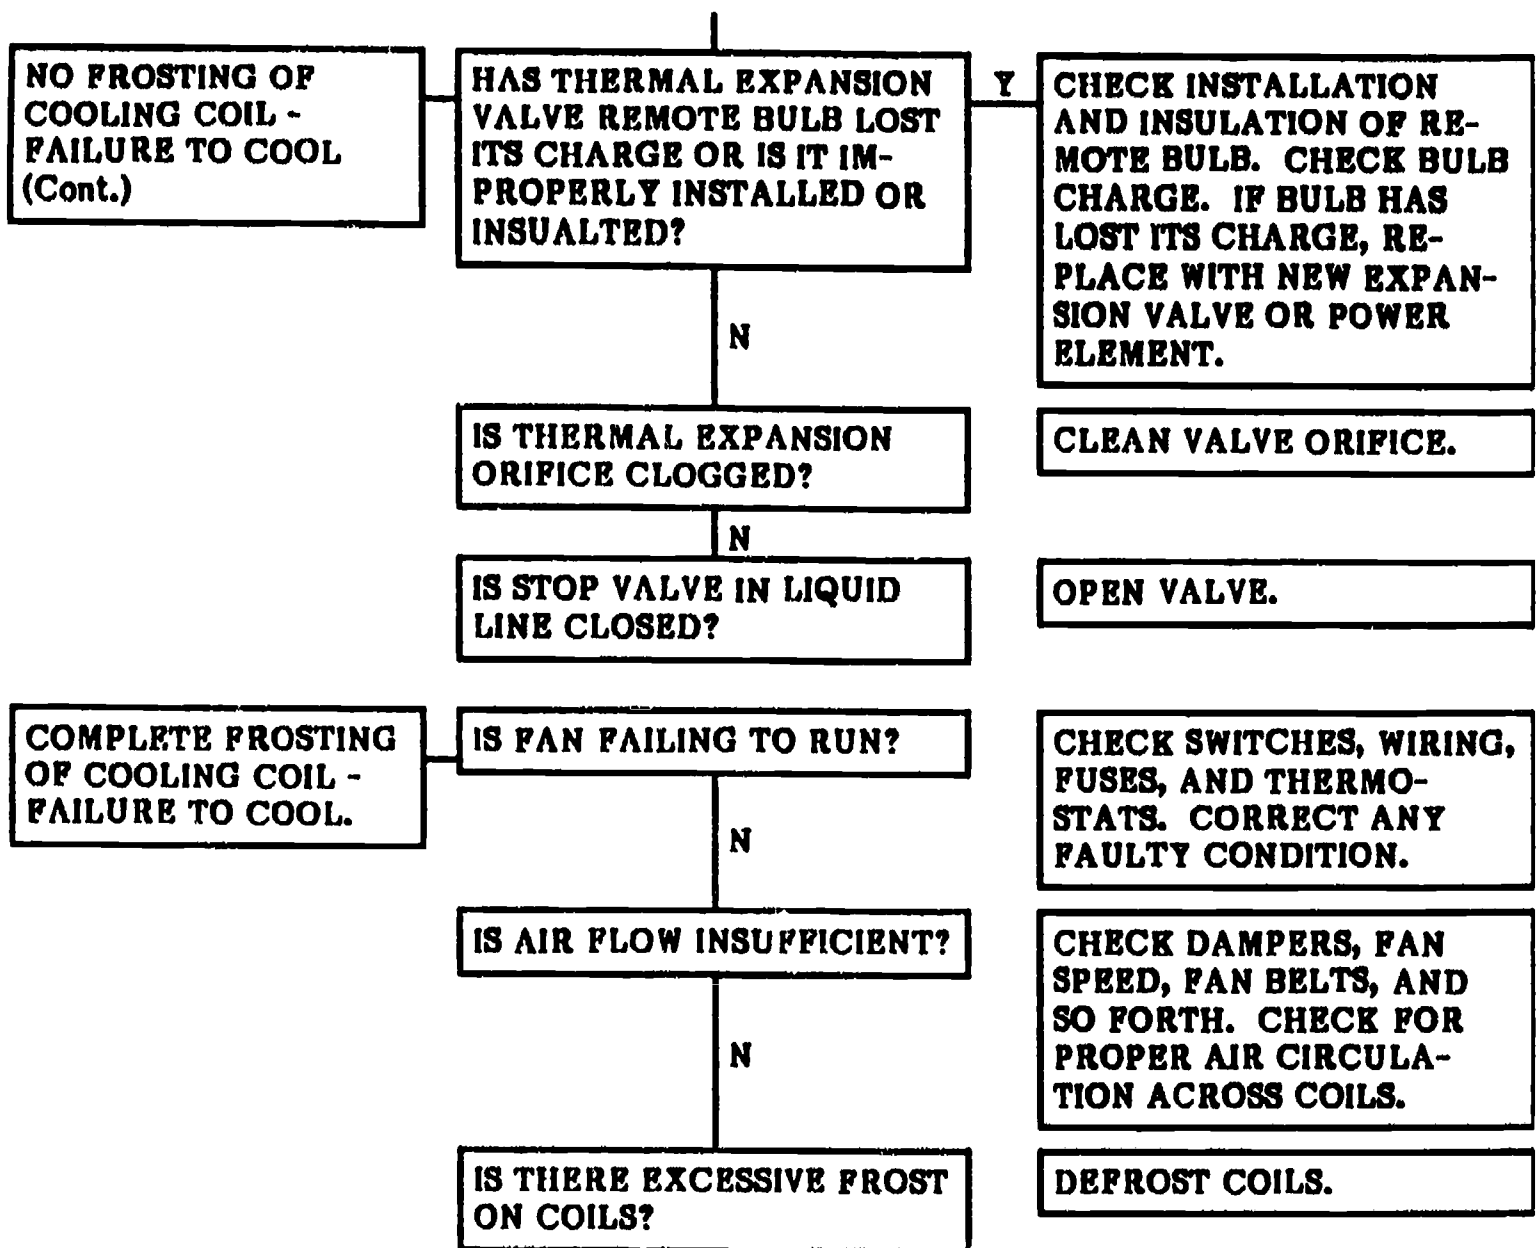 NO FROSTING OF
COOLING COIL -
FAILURE TO COOL
(Cont.)
HAS THERMAL EXPANSION
VALVE REMOTE BULB LOST
ITS CHARGE OR IS IT IM-
PROPERLY INSTALLED OR
INSUALTED?
Y
CHECK INSTALLATION
AND INSULATION OF RE-
MOTE BULB. CHECK BULB
CHARGE. IF BULB HAS
LOST ITS CHARGE, RE-
PLACE WITH NEW EXPAN-
SION VALVE OR POWER
ELEMENT.
N
IS THERMAL EXPANSION
ORIFICE CLOGGED?
CLEAN VALVE ORIFICE.
N
IS STOP VALVE IN LIQUID
LINE CLOSED?
OPEN VALVE.
COMPLETE FROSTING
OF COOLING COIL -
FAILURE TO COOL.
IS FAN FAILING TO RUN?
CHECK SWITCHES, WIRING,
FUSES, AND THERMO-
STATS. CORRECT ANY
FAULTY CONDITION.
N
IS AIR FLOW INSUFFICIENT?
CHECK DAMPERS, FAN
SPEED, FAN BELTS, AND
SO FORTH. CHECK FOR
PROPER AIR CIRCULA-
TION ACROSS COILS.
N
IS THERE EXCESSIVE FROST
ON COILS?
DEFROST COILS.